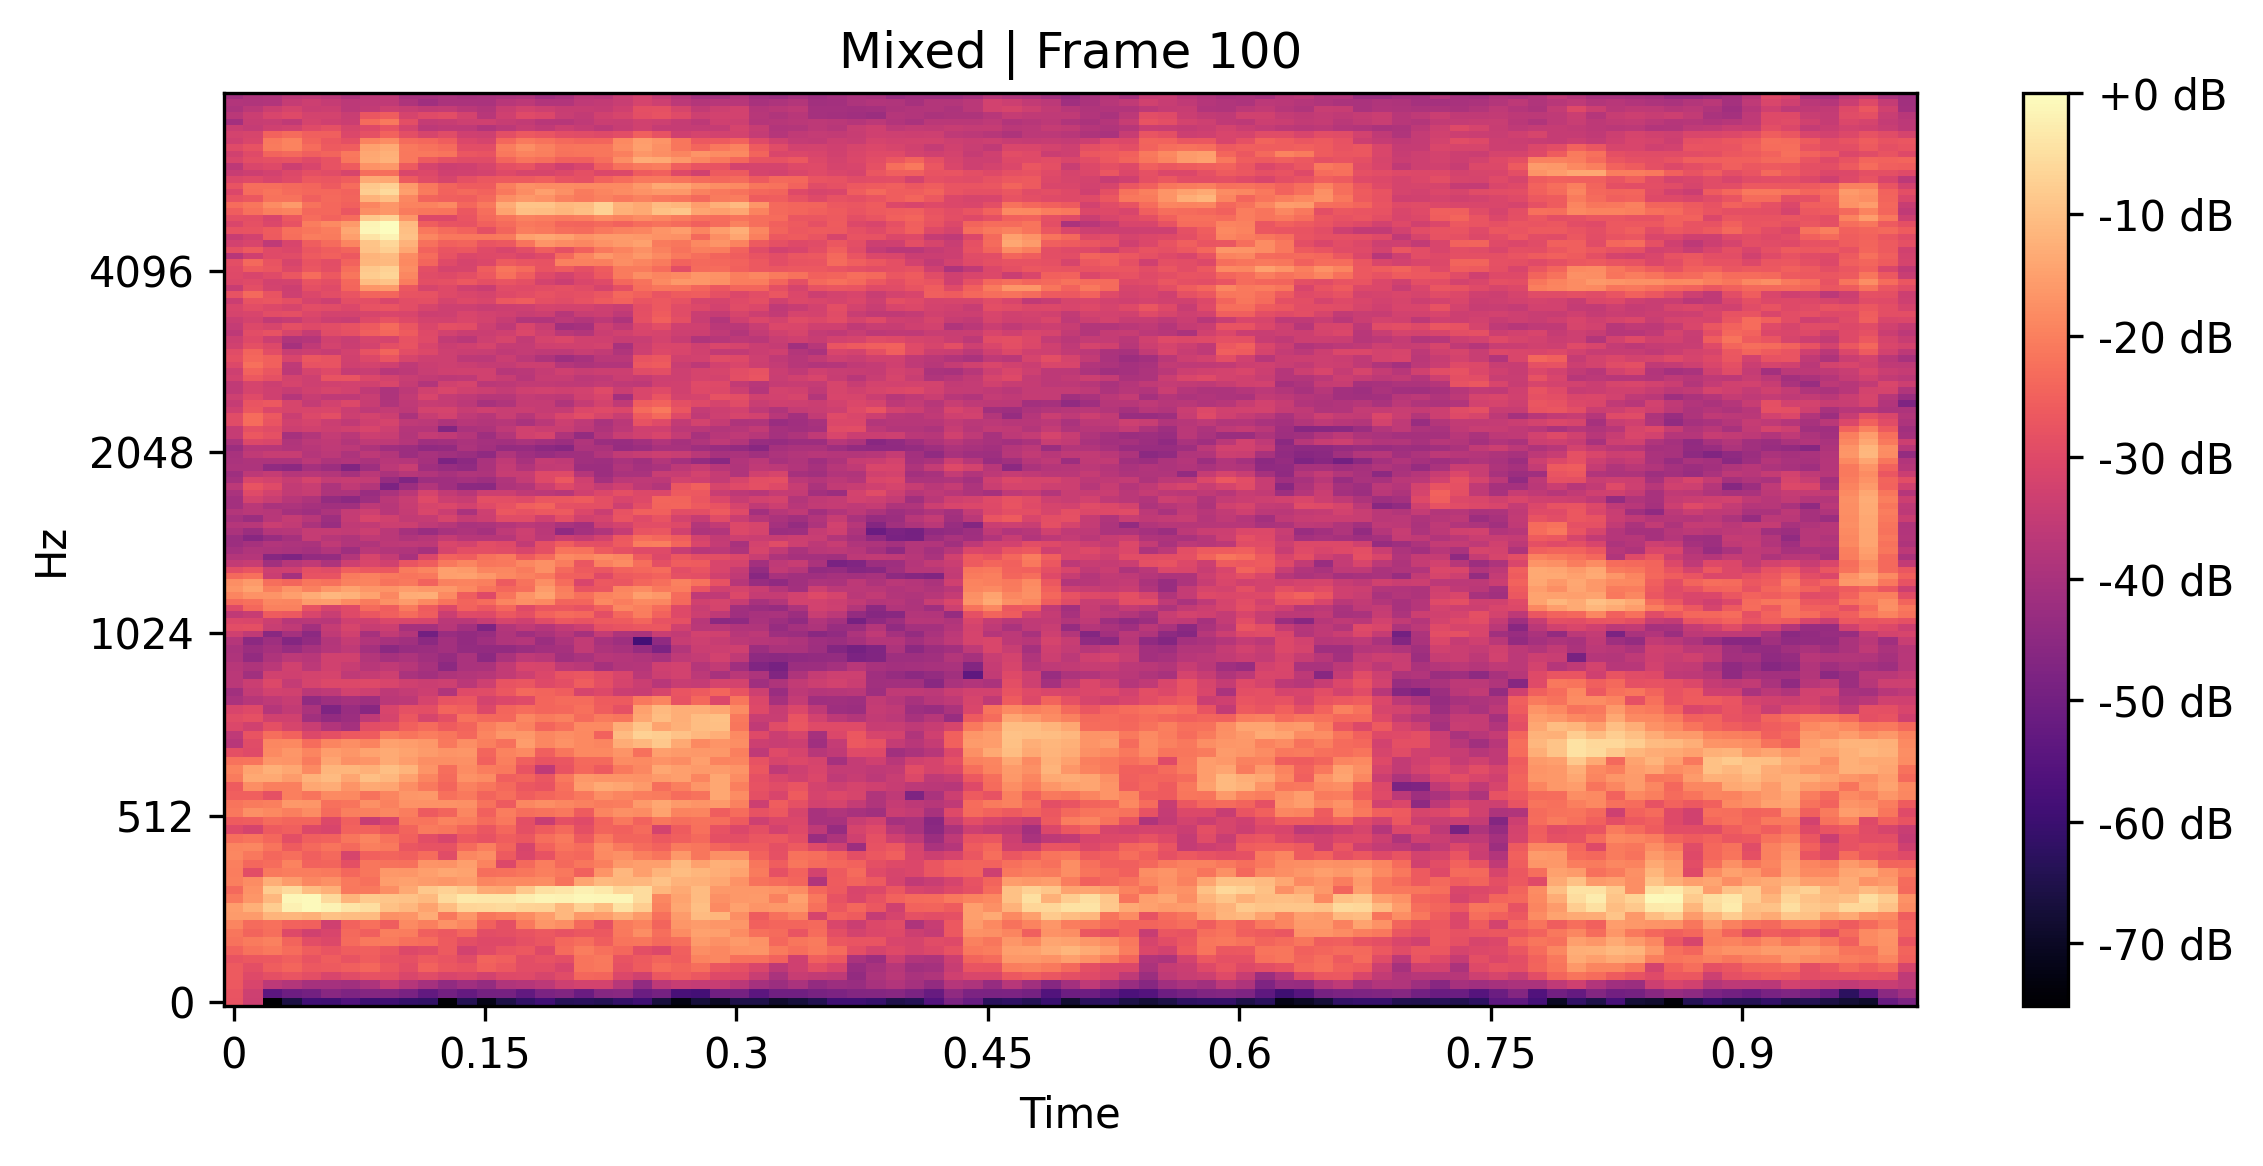 Mixed | Frame 100
Hz
4096
2048
1024
512
0
0 0.15 0.3 0.45 0.6 0.75 0.9
Time
+0 dB
-10 dB
-20 dB
-30 dB
-40 dB
-50 dB
-60 dB
-70 dB